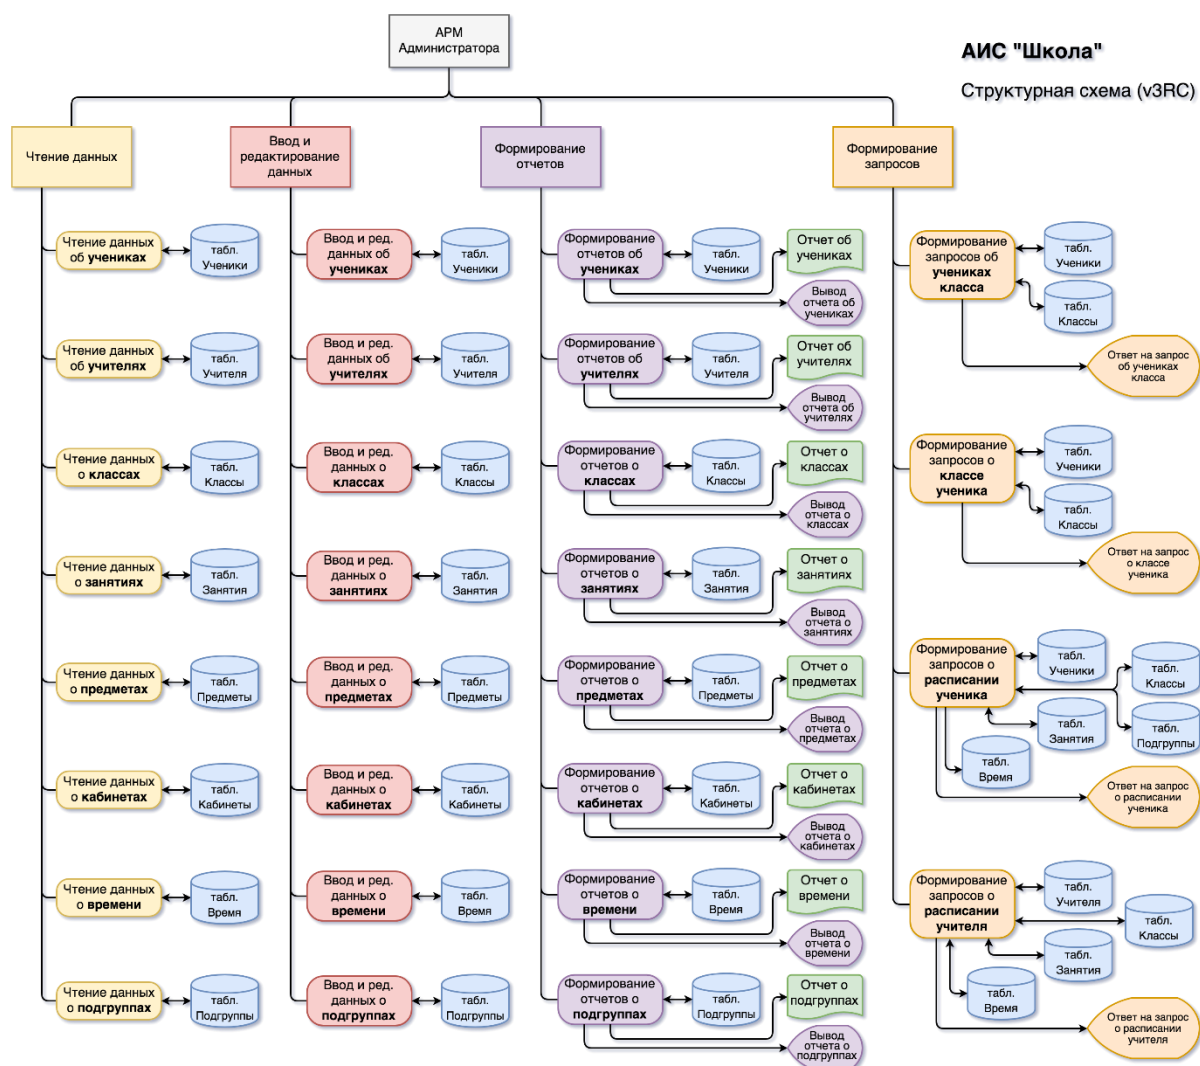 АРМ
Администратора
АИС "Школа"
Структурная схема (v3RC)
Чтение данных
Ввод и
редактирование
данных
Формирование
отчетов
Формирование
запросов
Чтение данных
об учениках
табл.
Ученики
Чтение данных
об учителях
табл.
Учителя
Чтение данных
о классах
табл.
Классы
Чтение данных
о занятиях
табл.
Занятия
Чтение данных
о предметах
табл.
Предметы
Чтение данных
о кабинетах
табл.
Кабинеты
Чтение данных
о времени
табл.
Время
Чтение данных
о подгруппах
табл.
Подгруппы
Ввод и ред.
данных об
учениках
табл.
Ученики
Ввод и ред.
данных об
учителях
табл.
Учителя
Ввод и ред.
данных о
классах
табл.
Классы
Ввод и ред.
данных о
занятиях
табл.
Занятия
Ввод и ред.
данных о
предметах
табл.
Предметы
Ввод и ред.
данных о
кабинетах
табл.
Кабинеты
Ввод и ред.
данных о
времени
табл.
Время
Ввод и ред.
данных о
подгруппах
табл.
Подгруппы
Формирование
отчетов об
учениках
табл.
Ученики
Отчет об
учениках
Вывод
отчета об
учениках
Формирование
отчетов об
учителях
табл.
Учителя
Отчет об
учителях
Вывод
отчета об
учителях
Формирование
отчетов о
классах
табл.
Классы
Отчет о
классах
Вывод
отчета о
классах
Формирование
отчетов о
занятиях
табл.
Занятия
Отчет о
занятиях
Вывод
отчета о
занятиях
Формирование
отчетов о
предметах
табл.
Предметы
Отчет о
предметах
Вывод
отчета о
предметах
Формирование
отчетов о
кабинетах
табл.
Кабинеты
Отчет о
кабинетах
Вывод
отчета о
кабинетах
Формирование
отчетов о
времени
табл.
Время
Отчет о
времени
Вывод
отчета о
времени
Формирование
отчетов о
подгруппах
табл.
Подгруппы
Отчет о
подгруппах
Вывод
отчета о
подгруппах
Формирование
запросов об
учениках
класса
табл.
Ученики
табл.
Классы
Ответ на запрос
об учениках
класса
Формирование
запросов о
классе
ученика
табл.
Ученики
табл.
Классы
Ответ на запрос
о классе
ученика
Формирование
запросов о
расписании
ученика
табл.
Ученики
табл.
Классы
табл.
Занятия
табл.
Подгруппы
табл.
Время
Ответ на запрос
о расписании
ученика
Формирование
запросов о
расписании
учителя
табл.
Учителя
табл.
Классы
табл.
Занятия
табл.
Время
Ответ на запрос
о расписании
учителя